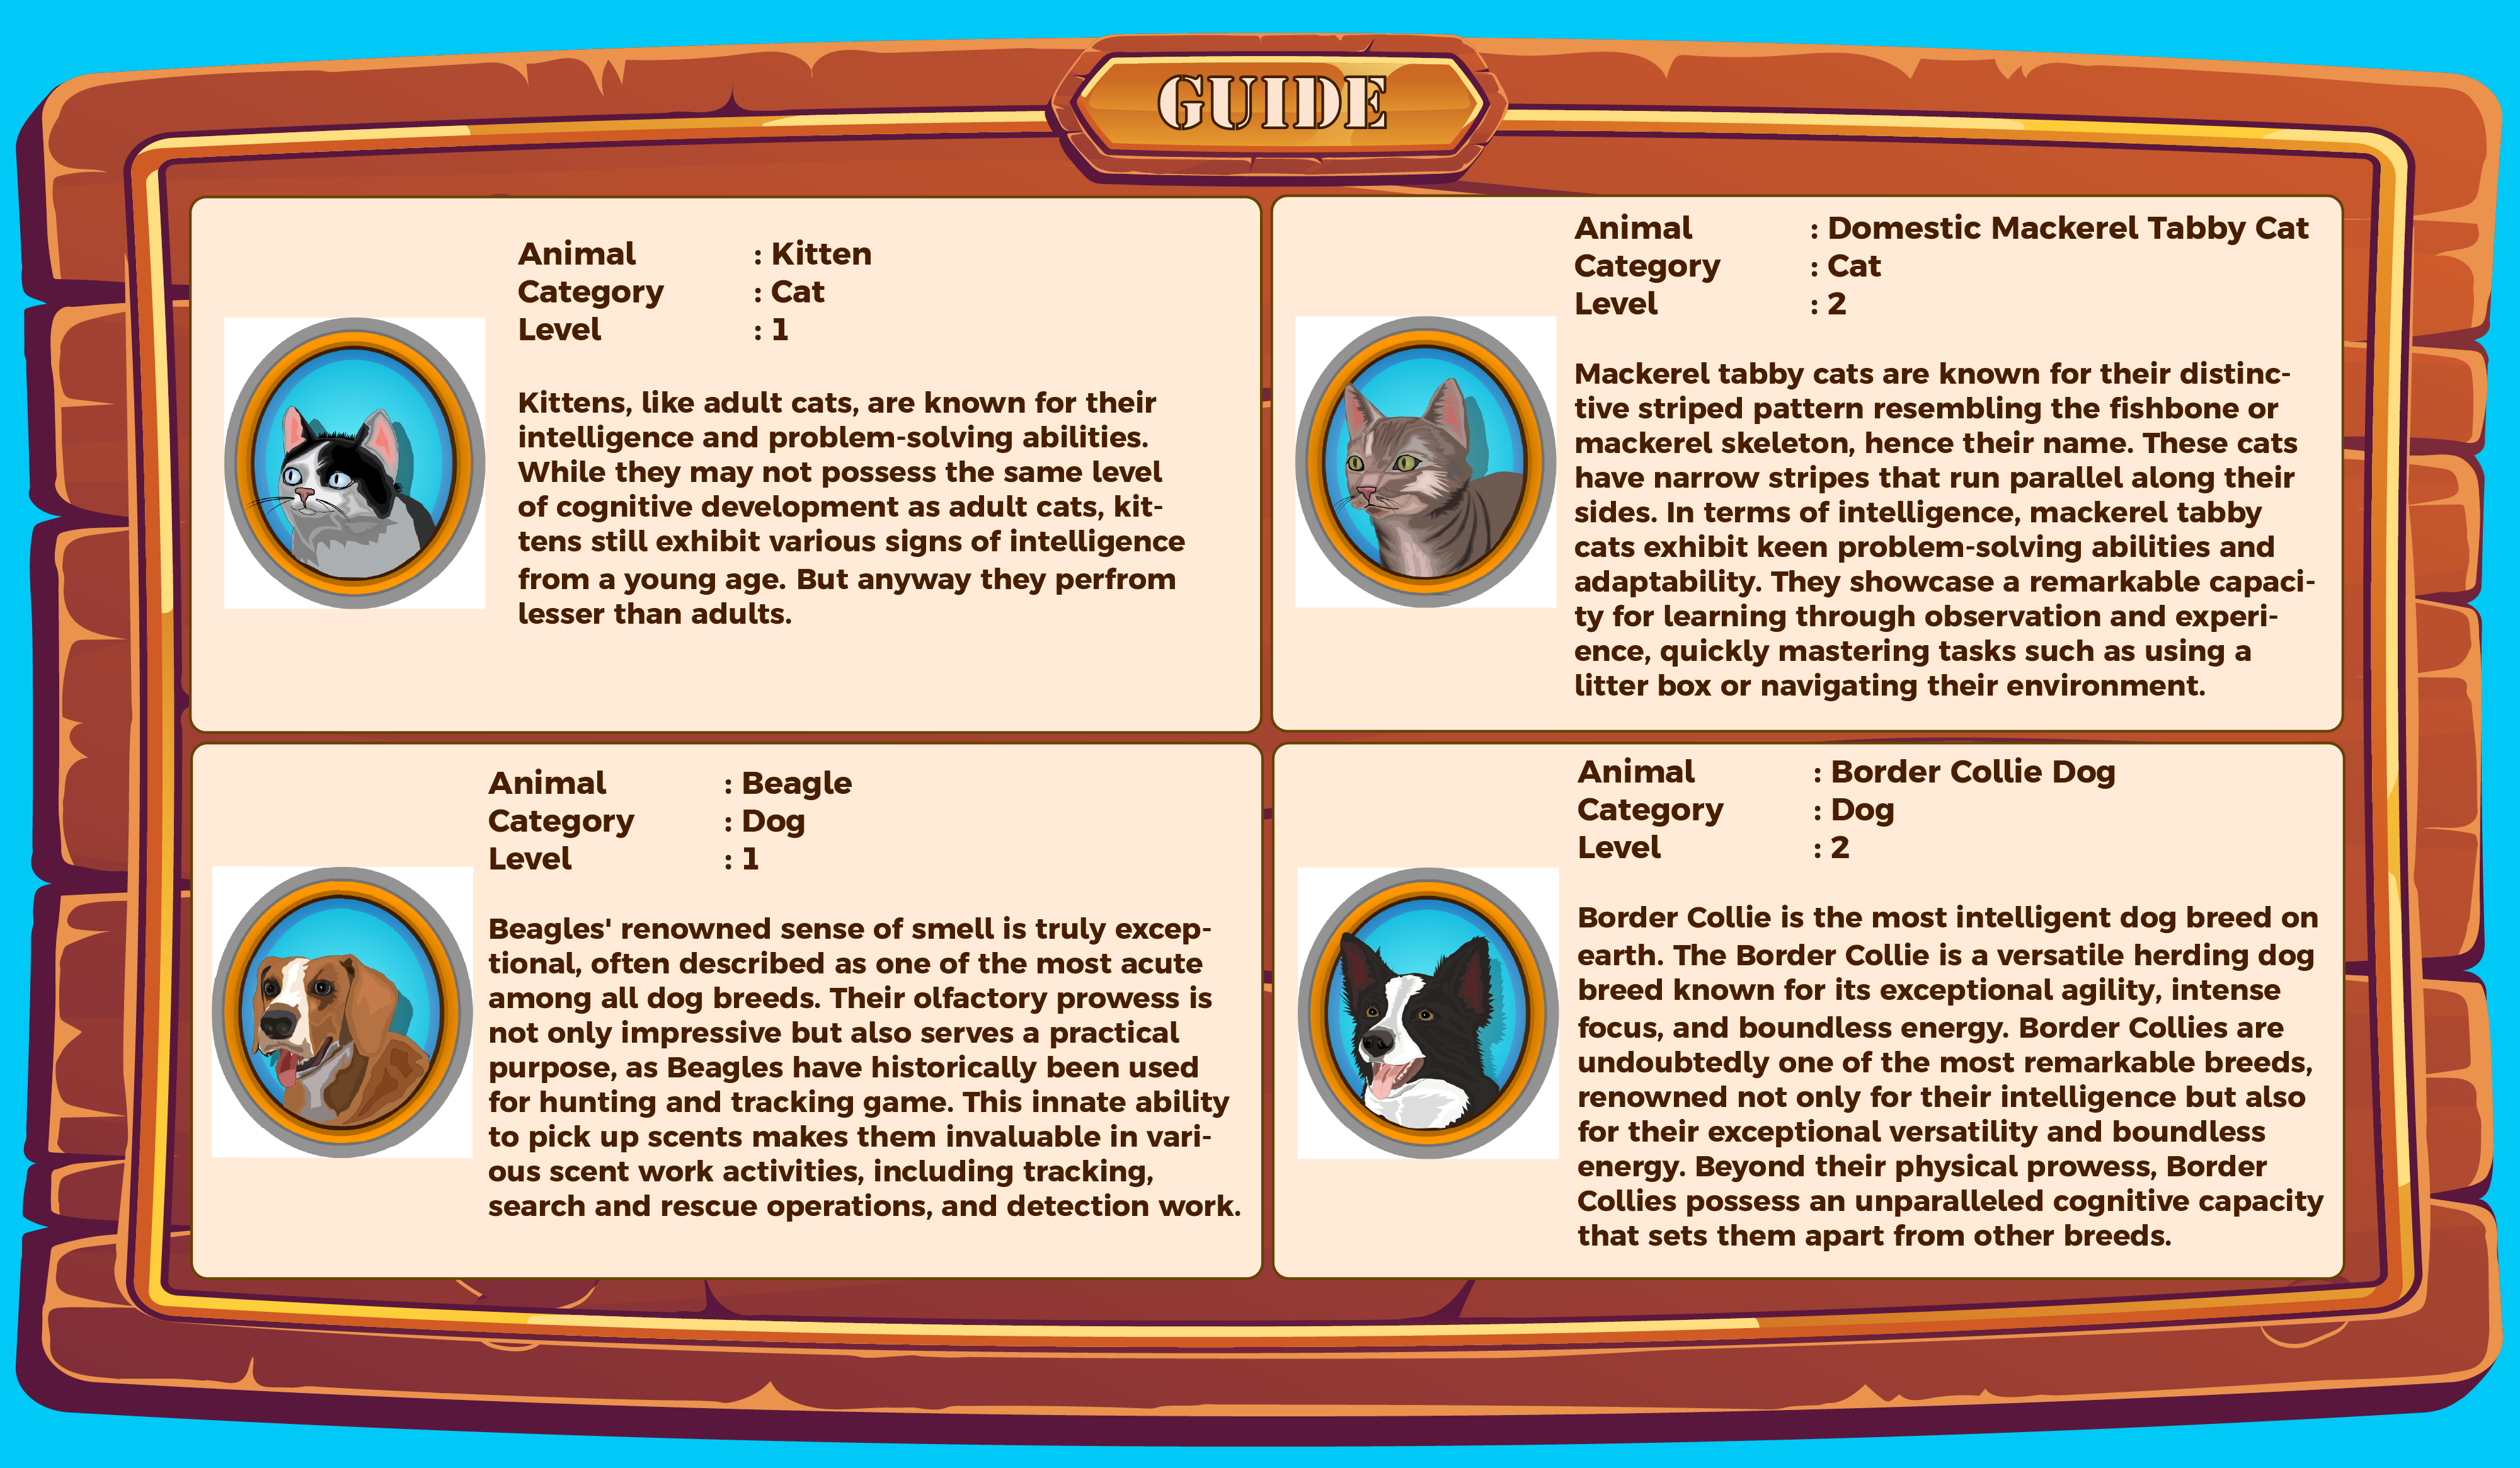 GUIDE
Animal : Kitten
Category : Cat
Level : 1
Kittens, like adult cats, are known for their
intelligence and problem-solving abilities.
While they may not possess the same level
of cognitive development as adult cats, kit-
tens still exhibit various signs of intelligence
from a young age. But anyway they perfrom
lesser than adults.
Animal : Domestic Mackerel Tabby Cat
Category : Cat
Level : 2
Mackerel tabby cats are known for their distinc-
tive striped pattern resembling the fishbone or
mackerel skeleton, hence their name. These cats
have narrow stripes that run parallel along their
sides. In terms of intelligence, mackerel tabby
cats exhibit keen problem-solving abilities and
adaptability. They showcase a remarkable capaci-
ty for learning through observation and experi-
ence, quickly mastering tasks such as using a
litter box or navigating their environment.
Animal : Beagle
Category : Dog
Level : 1
Beagles' renowned sense of smell is truly excep-
tional, often described as one of the most acute
among all dog breeds. Their olfactory prowess is
not only impressive but also serves a practical
purpose, as Beagles have historically been used
for hunting and tracking game. This innate ability
to pick up scents makes them invaluable in vari-
ous scent work activities, including tracking,
search and rescue operations, and detection work.
Animal : Border Collie Dog
Category : Dog
Level : 2
Border Collie is the most intelligent dog breed on
earth. The Border Collie is a versatile herding dog
breed known for its exceptional agility, intense
focus, and boundless energy. Border Collies are
undoubtedly one of the most remarkable breeds,
renowned not only for their intelligence but also
for their exceptional versatility and boundless
energy. Beyond their physical prowess, Border
Collies possess an unparalleled cognitive capacity
that sets them apart from other breeds.